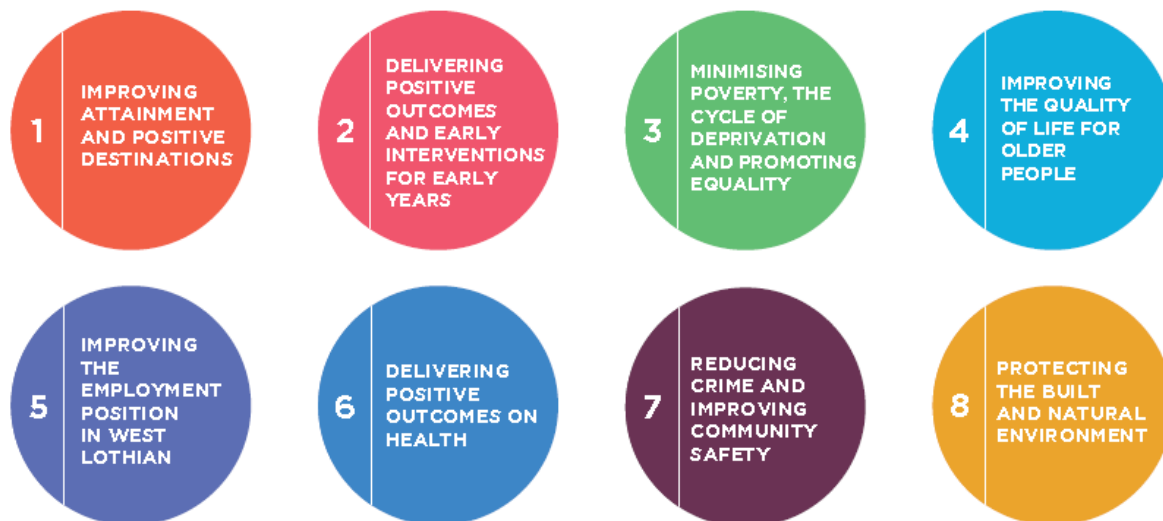 1
IMPROVING
ATTAINMENT
AND POSITIVE
DESTINATIONS
2
DELIVERING
POSITIVE
OUTCOMES
AND EARLY
INTERVENTIONS
FOR EARLY
YEARS
3
MINIMISING
POVERTY, THE
CYCLE OF
DEPRIVATION
AND PROMOTING
EQUALITY
4
IMPROVING
THE QUALITY
OF LIFE FOR
OLDER
PEOPLE
5
IMPROVING
THE
EMPLOYMENT
POSITION
IN WEST
LOTHIAN
6
DELIVERING
POSITIVE
OUTCOMES ON
HEALTH
7
REDUCING
CRIME AND
IMPROVING
COMMUNITY
SAFETY
8
PROTECTING
THE BUILT
AND NATURAL
ENVIRONMENT